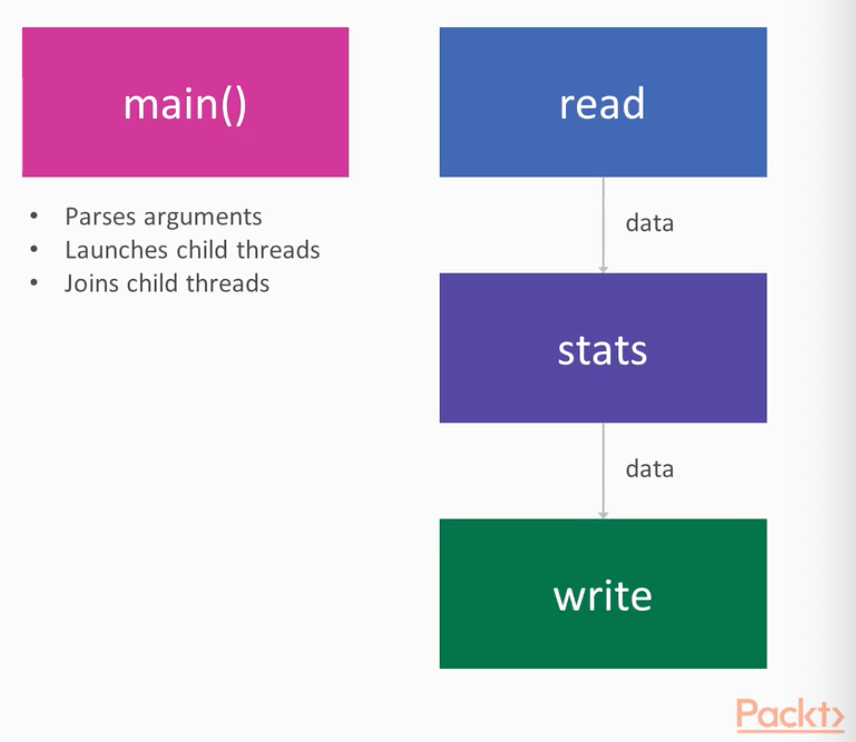 main()
• Parses arguments
• Launches child threads
• Joins child threads
read
data
stats
data
write
Packt>